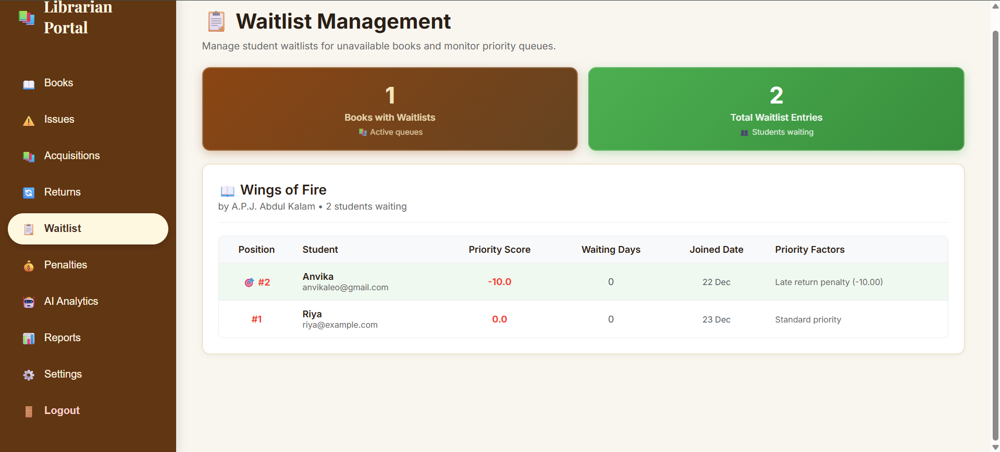 Librarian
Portal
Books
Issues
Acquisitions
Returns
Waitlist
Penalties
AI Analytics
Reports
Settings
Logout
Waitlist Management
Manage student waitlists for unavailable books and monitor priority queues.
1
Books with Waitlists
Active queues
2
Total Waitlist Entries
Students waiting
Wings of Fire
by A.P.J. Abdul Kalam • 2 students waiting
Position Student Priority Score Waiting Days Joined Date Priority Factors
#2 Anvika -10.0 0 22 Dec Late return penalty (-10.00)
anvikaleo@gmail.com
#1 Riya 0.0 0 23 Dec Standard priority
riya@example.com